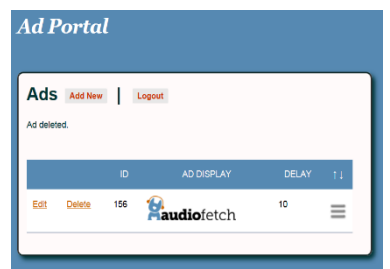 Ad Portal
Ads Add New | Logout
Ad deleted.
ID AD DISPLAY DELAY ↑↓
Edit Delete 156 audiofetch 10